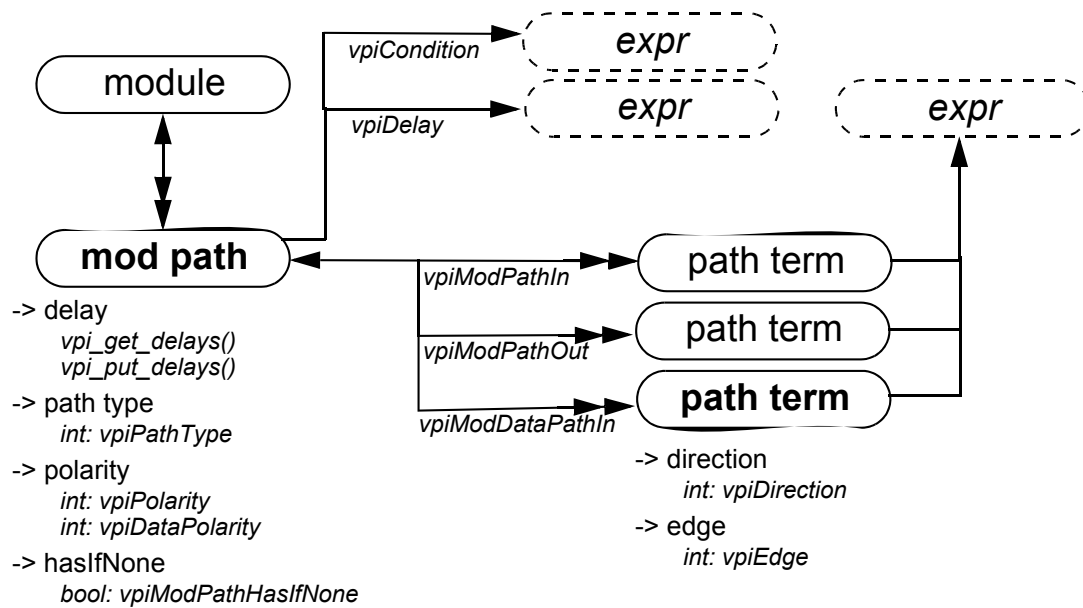 expr
vpiCondition
module
expr
expr
vpiDelay
mod path
vpiModPathIn
path term
-> delay
vpi_get_delays()
vpi_put_delays()
vpiModPathOut
path term
-> path type
int: vpiPathType
vpiModDataPathIn
path term
-> polarity
int: vpiPolarity
int: vpiDataPolarity
-> direction
int: vpiDirection
-> hasIfNone
bool: vpiModPathHasIfNone
-> edge
int: vpiEdge